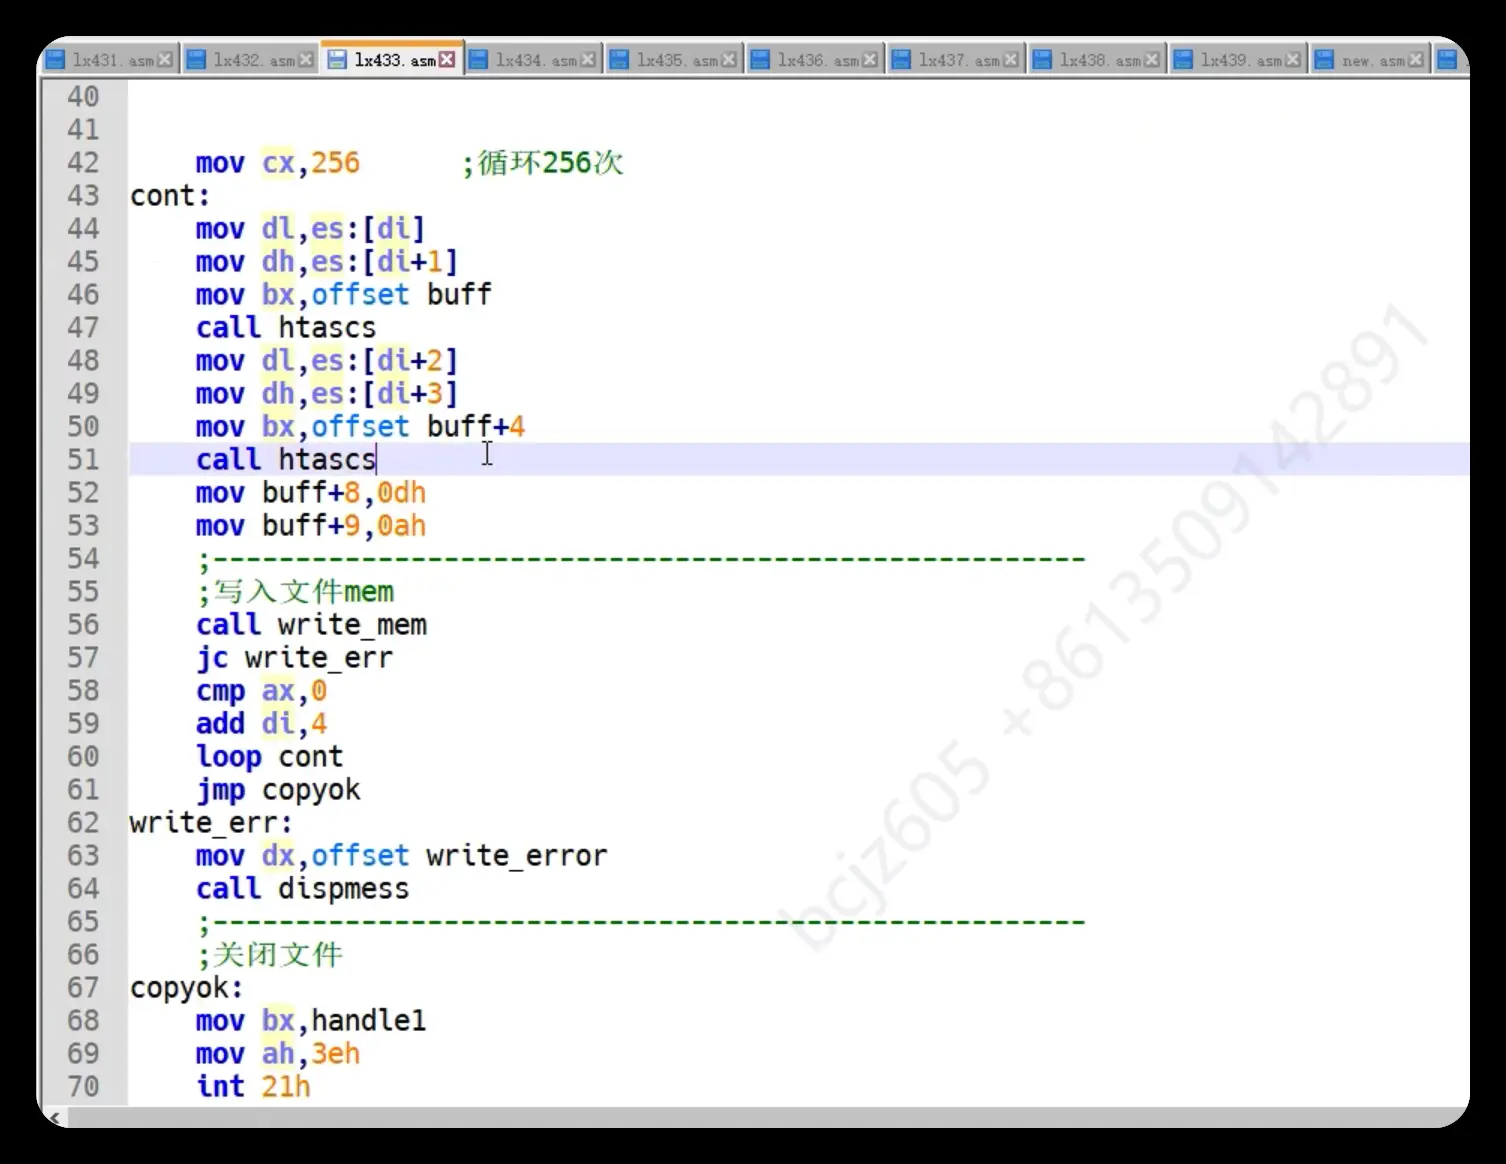 lx431.asm lx432.asm lx433.asm lx434.asm lx435.asm lx436.asm lx437.asm lx438.asm lx439.asm new.asm
40
41
42 mov cx,256 ;循环256次
43 cont:
44 mov dl,es:[di]
45 mov dh,es:[di+1]
46 mov bx,offset buff
47 call htascs
48 mov dl,es:[di+2]
49 mov dh,es:[di+3]
50 mov bx,offset buff+4
51 call htascs
52 mov buff+8,0dh
53 mov buff+9,0ah
54 ;-----------------------------------------------------
55 ;写入文件mem
56 call write_mem
57 jc write_err
58 cmp ax,0
59 add di,4
60 loop cont
61 jmp copyok
62 write_err:
63 mov dx,offset write_error
64 call dispmess
65 ;-----------------------------------------------------
66 ;关闭文件
67 copyok:
68 mov bx,handle1
69 mov ah,3eh
70 int 21h
bcjz605 +8613509142891